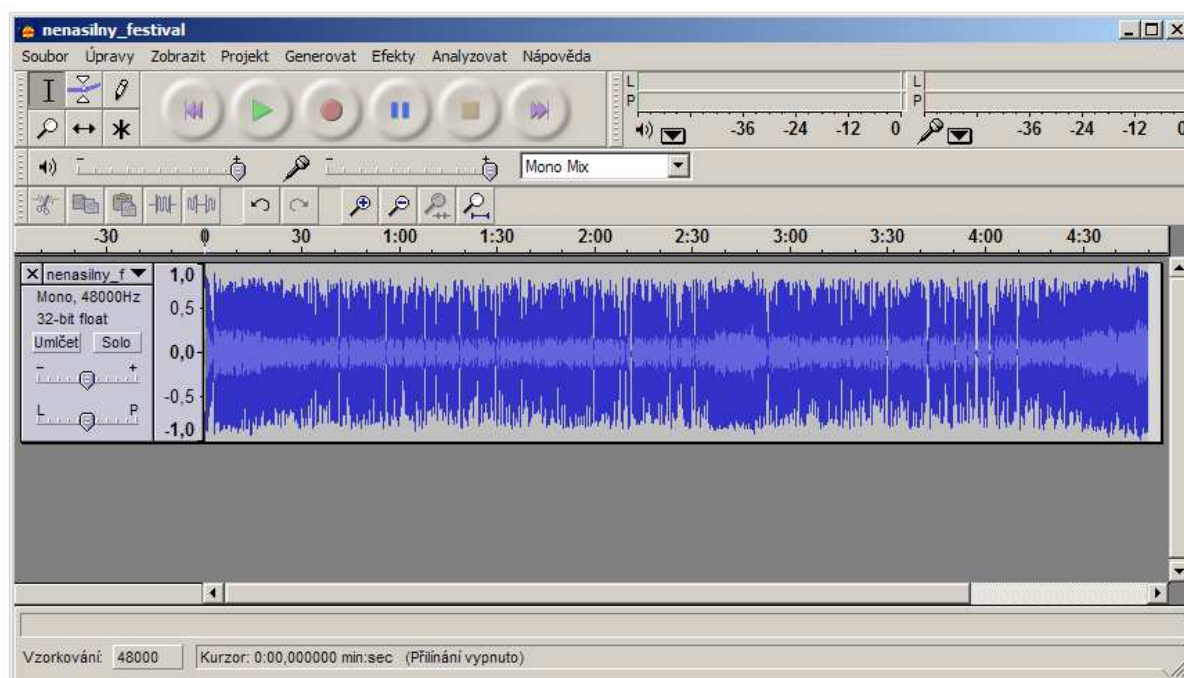 nenasilny_festival
Soubor Úpravy Zobrazit Projekt Generovat Efekty Analyzovat Nápověda
L
P
-36 -24 -12 0
L
P
-36 -24 -12 0
- +
- +
Mono Mix
-30 0 30 1:00 1:30 2:00 2:30 3:00 3:30 4:00 4:30
nenasilny_f
Mono, 48000Hz
32-bit float
Umlčet Solo
- +
L P
1,0
0,5
0,0
-0,5
-1,0
Vzorkování: 48000 Kurzor: 0:00,000000 min:sec (Přilínání vypnuto)